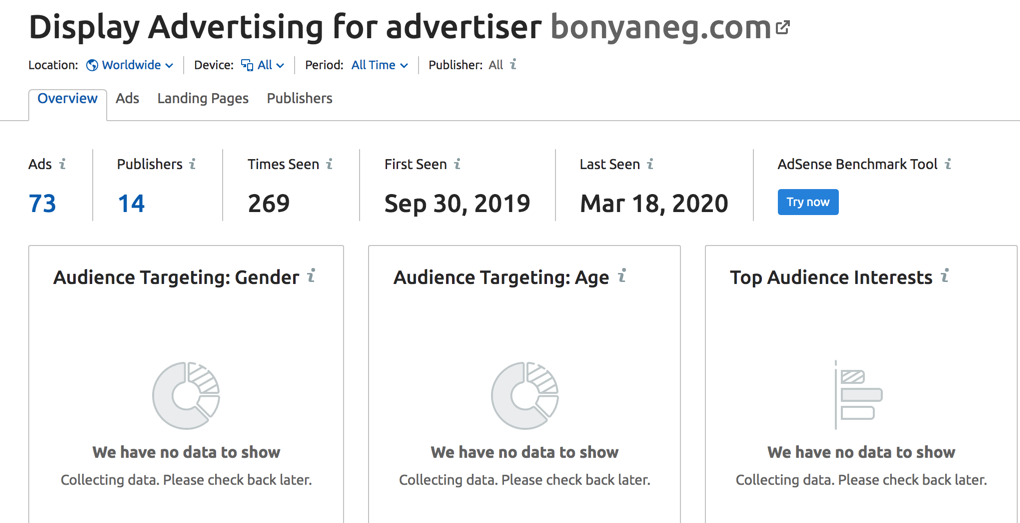 Display Advertising for advertiser bonyaneg.com
Location: Worldwide Device: All Period: All Time Publisher: All i
Overview Ads Landing Pages Publishers
Ads i Publishers i Times Seen i First Seen i Last Seen i AdSense Benchmark Tool i
73 14 269 Sep 30, 2019 Mar 18, 2020 Try now
Audience Targeting: Gender i Audience Targeting: Age i Top Audience Interests i
We have no data to show We have no data to show We have no data to show
Collecting data. Please check back later. Collecting data. Please check back later. Collecting data. Please check back later.